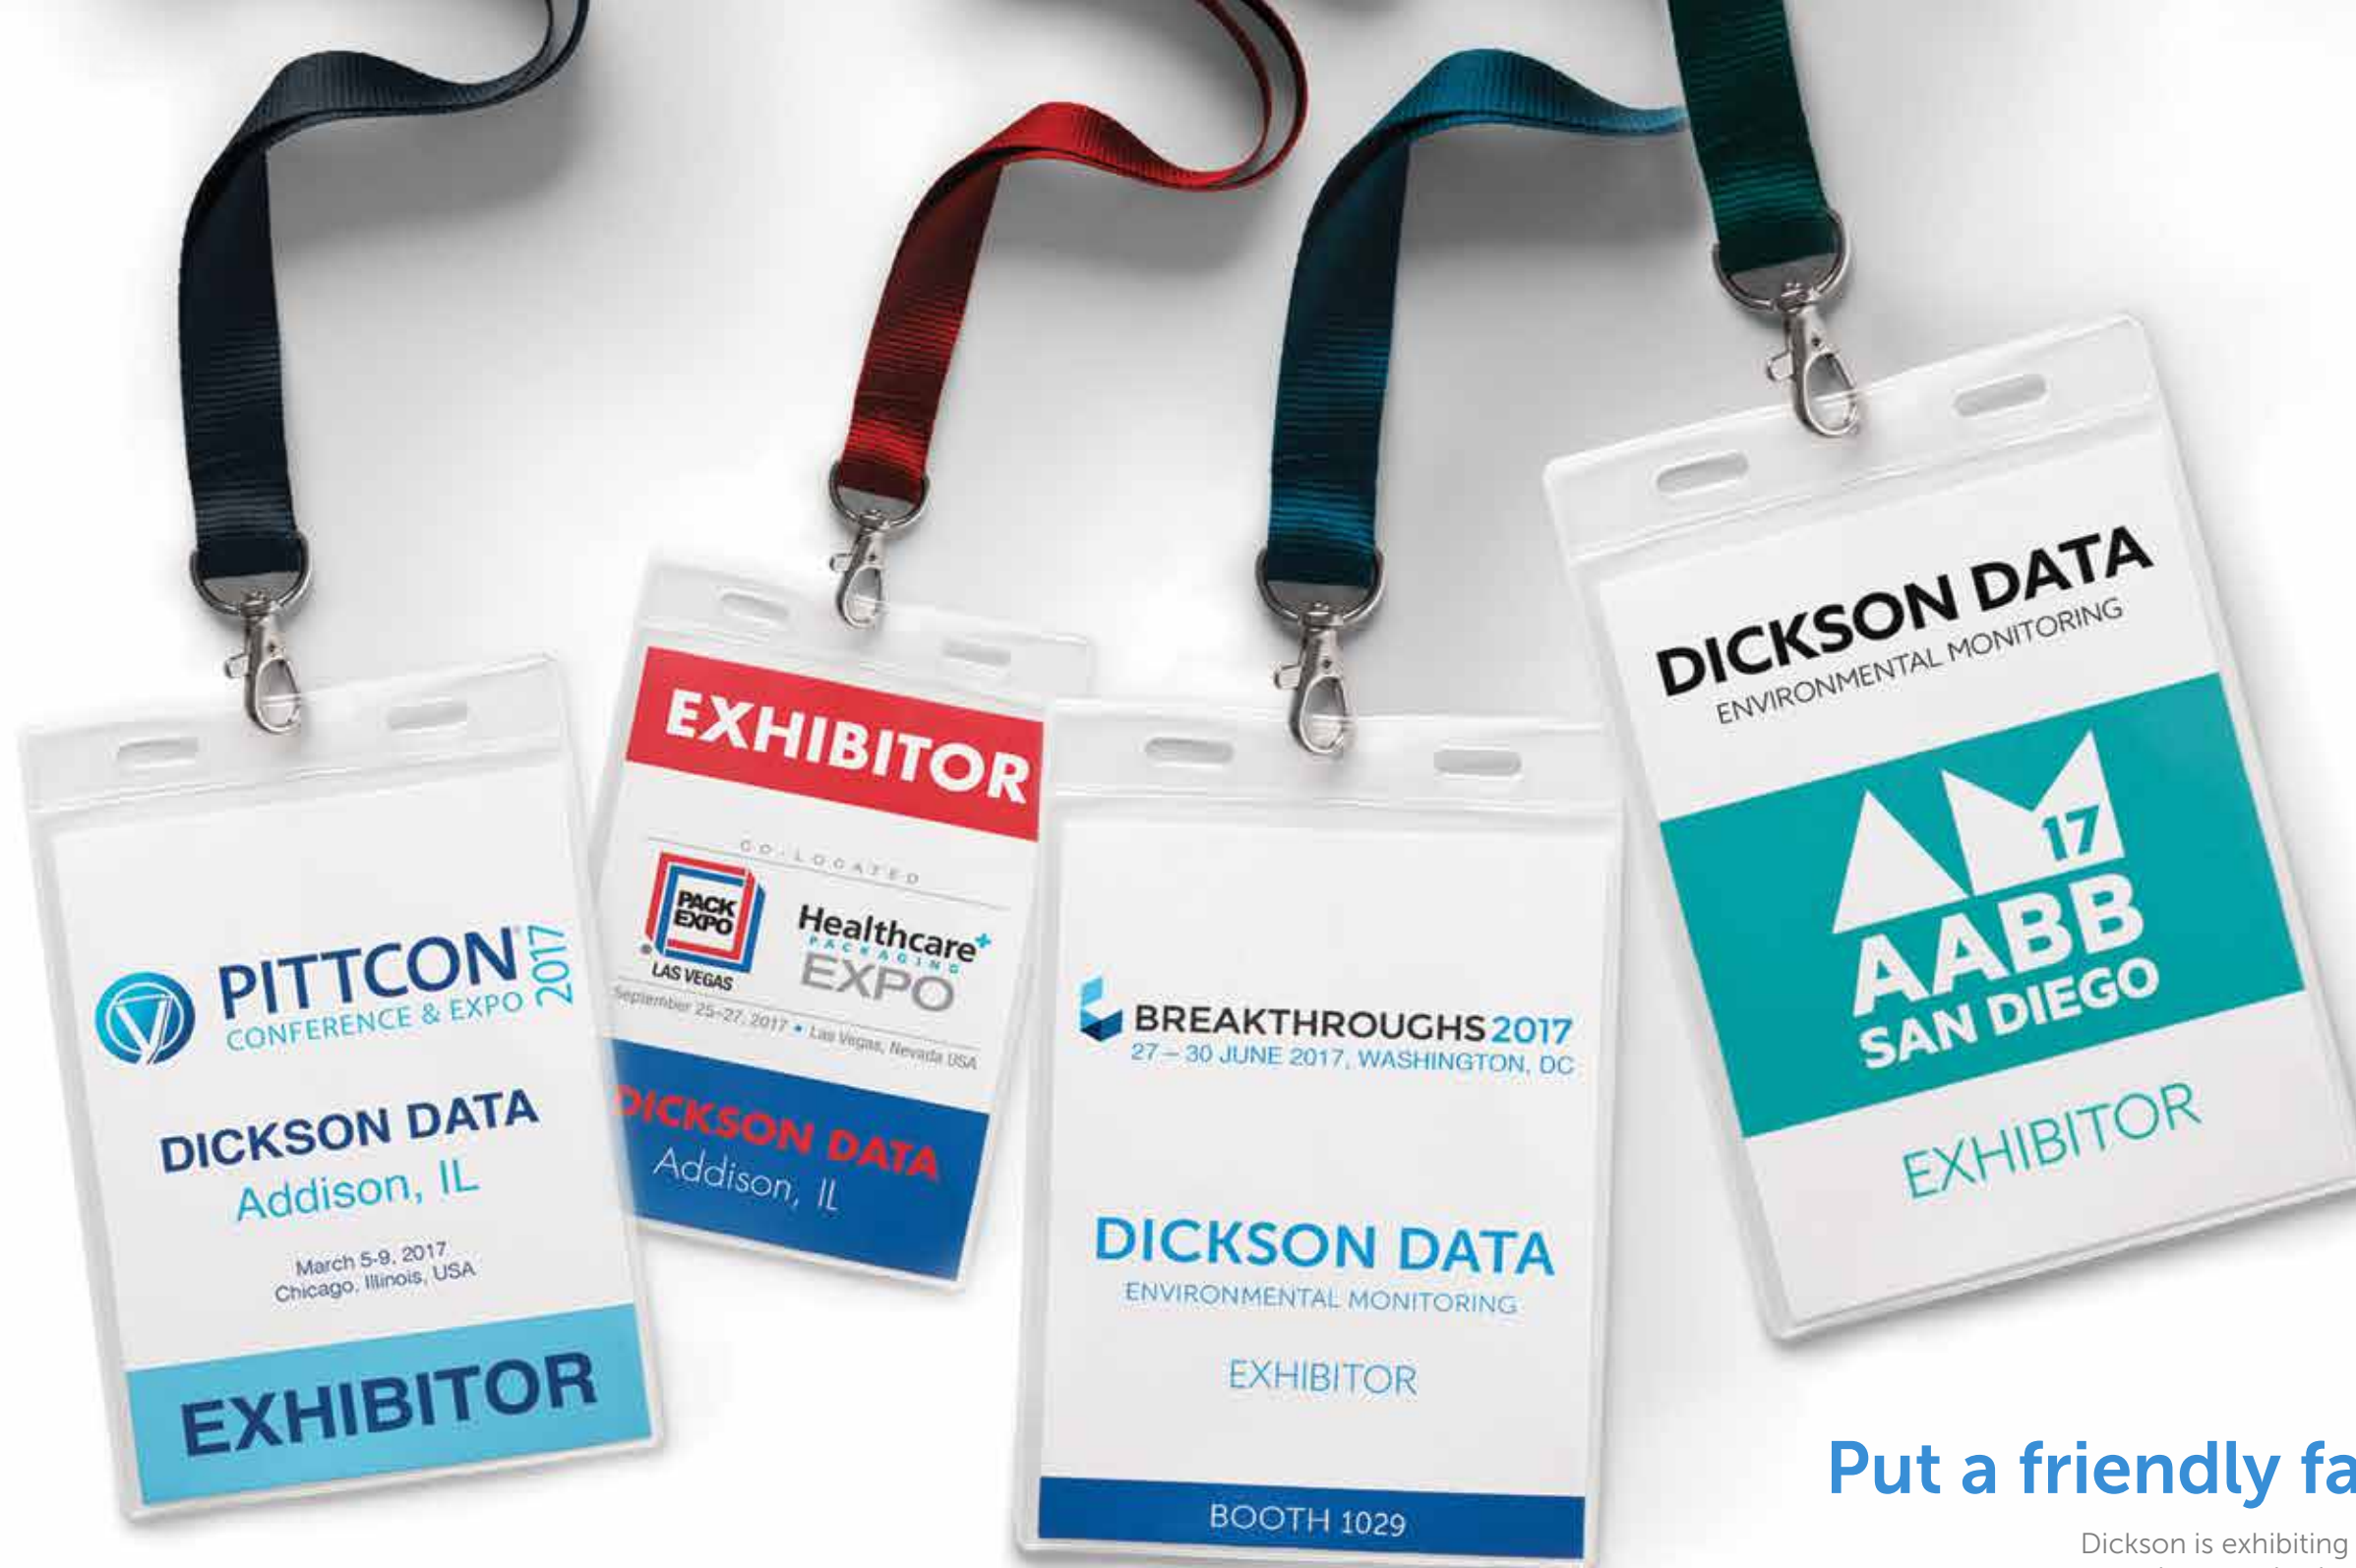 PITTCON®
2017
CONFERENCE & EXPO
DICKSON DATA
Addison, IL
March 5-9, 2017
Chicago, Illinois, USA
EXHIBITOR
EXHIBITOR
CO-LOCATED
PACK
EXPO
LAS VEGAS
Healthcare+
PACKAGING
EXPO
September 25–27, 2017 • Las Vegas, Nevada USA
DICKSON DATA
Addison, IL
BREAKTHROUGHS 2017
27 – 30 JUNE 2017, WASHINGTON, DC
DICKSON DATA
ENVIRONMENTAL MONITORING
EXHIBITOR
BOOTH 1029
DICKSON DATA
ENVIRONMENTAL MONITORING
AM
17
AABB
SAN DIEGO
EXHIBITOR
Put a friendly fa
Dickson is exhibiting